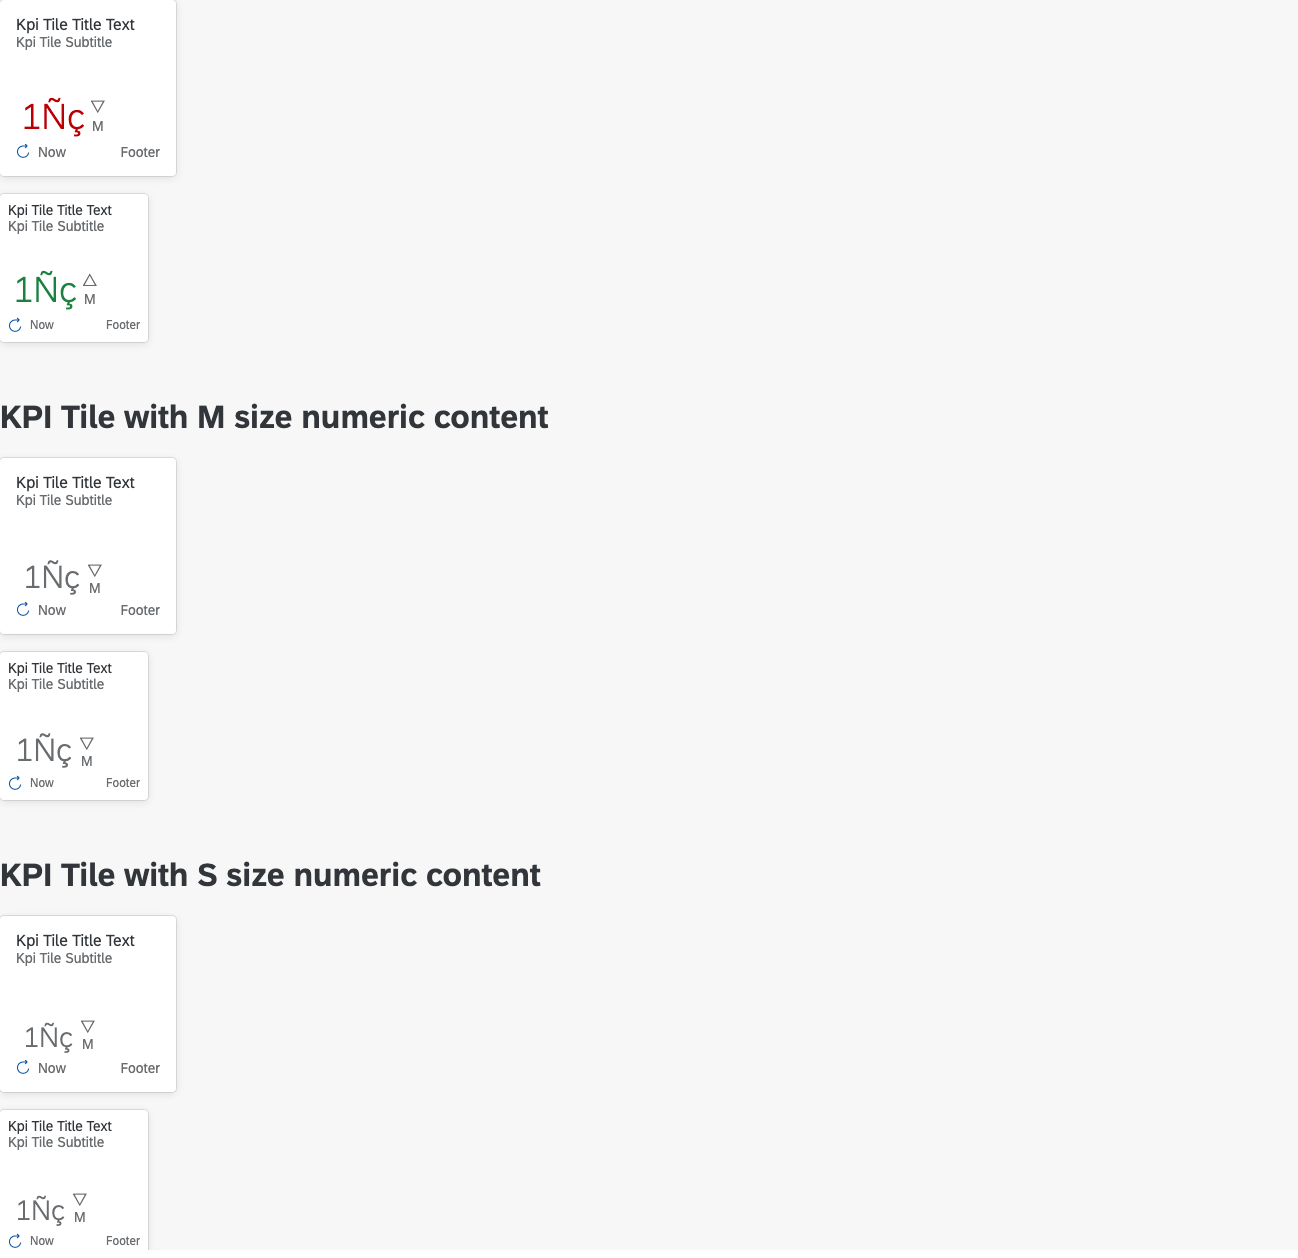 Kpi Tile Title Text
Kpi Tile Subtitle
1Ñç
M
Now Footer
Kpi Tile Title Text
Kpi Tile Subtitle
1Ñç
M
Now Footer
KPI Tile with M size numeric content
Kpi Tile Title Text
Kpi Tile Subtitle
1Ñç
M
Now Footer
Kpi Tile Title Text
Kpi Tile Subtitle
1Ñç
M
Now Footer
KPI Tile with S size numeric content
Kpi Tile Title Text
Kpi Tile Subtitle
1Ñç
M
Now Footer
Kpi Tile Title Text
Kpi Tile Subtitle
1Ñç
M
Now Footer